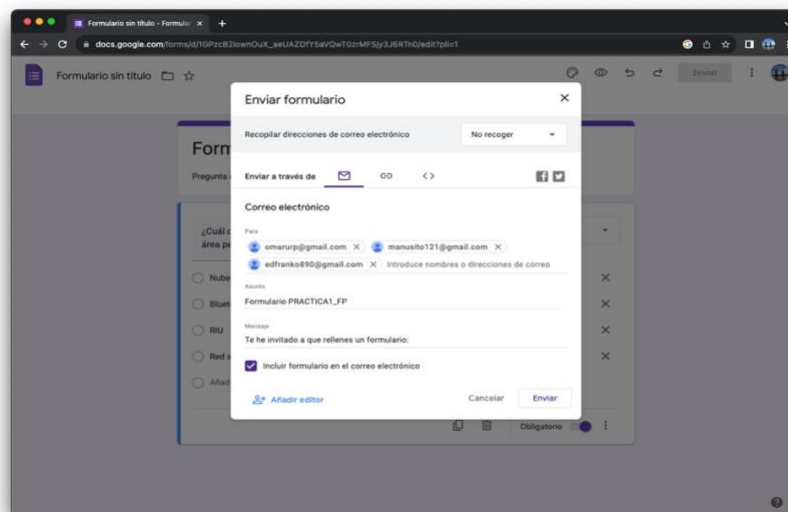 Formulario sin título - Formular
docs.google.com/forms/d/1GPzcB2lownOuX_aeUAZDfY5aVQwT0zrMFSjy3J6RTn0/edit?pli=1
Formulario sin título
Enviar
Enviar formulario
Recopilar direcciones de correo electrónico
No recoger
Form
Pregunta
Enviar a través de
Correo electrónico
¿Cuál
área pe
Para
omarurp@gmail.com
manusito121@gmail.com
edfranko890@gmail.com
Introduce nombres o direcciones de correo
Nube
Asunto
Formulario PRACTICA1_FP
Bluet
RIU
Mensaje
Te he invitado a que rellenes un formulario:
Red s
Incluir formulario en el correo electrónico
Añad
Añadir editor
Cancelar
Enviar
Obligatorio